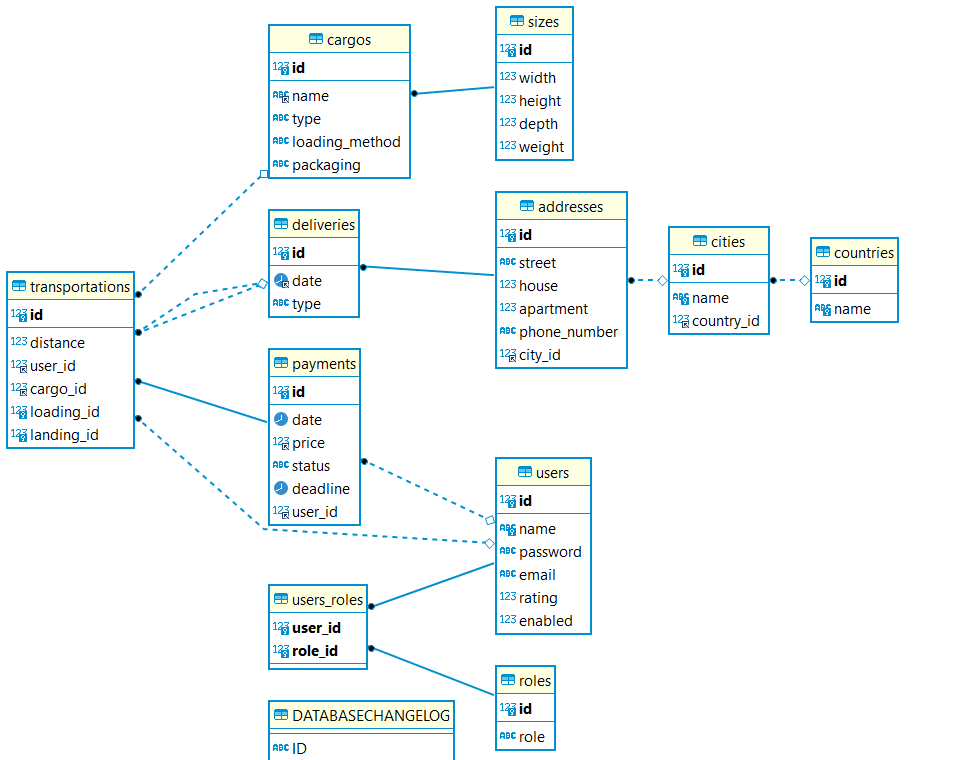 cargos
id
name
type
loading_method
packaging
sizes
id
width
height
depth
weight
deliveries
id
date
type
addresses
id
street
house
apartment
phone_number
city_id
cities
id
name
country_id
countries
id
name
transportations
id
distance
user_id
cargo_id
loading_id
landing_id
payments
id
date
price
status
deadline
user_id
users
id
name
password
email
rating
enabled
users_roles
user_id
role_id
roles
id
role
DATABASECHANGELOG
ID